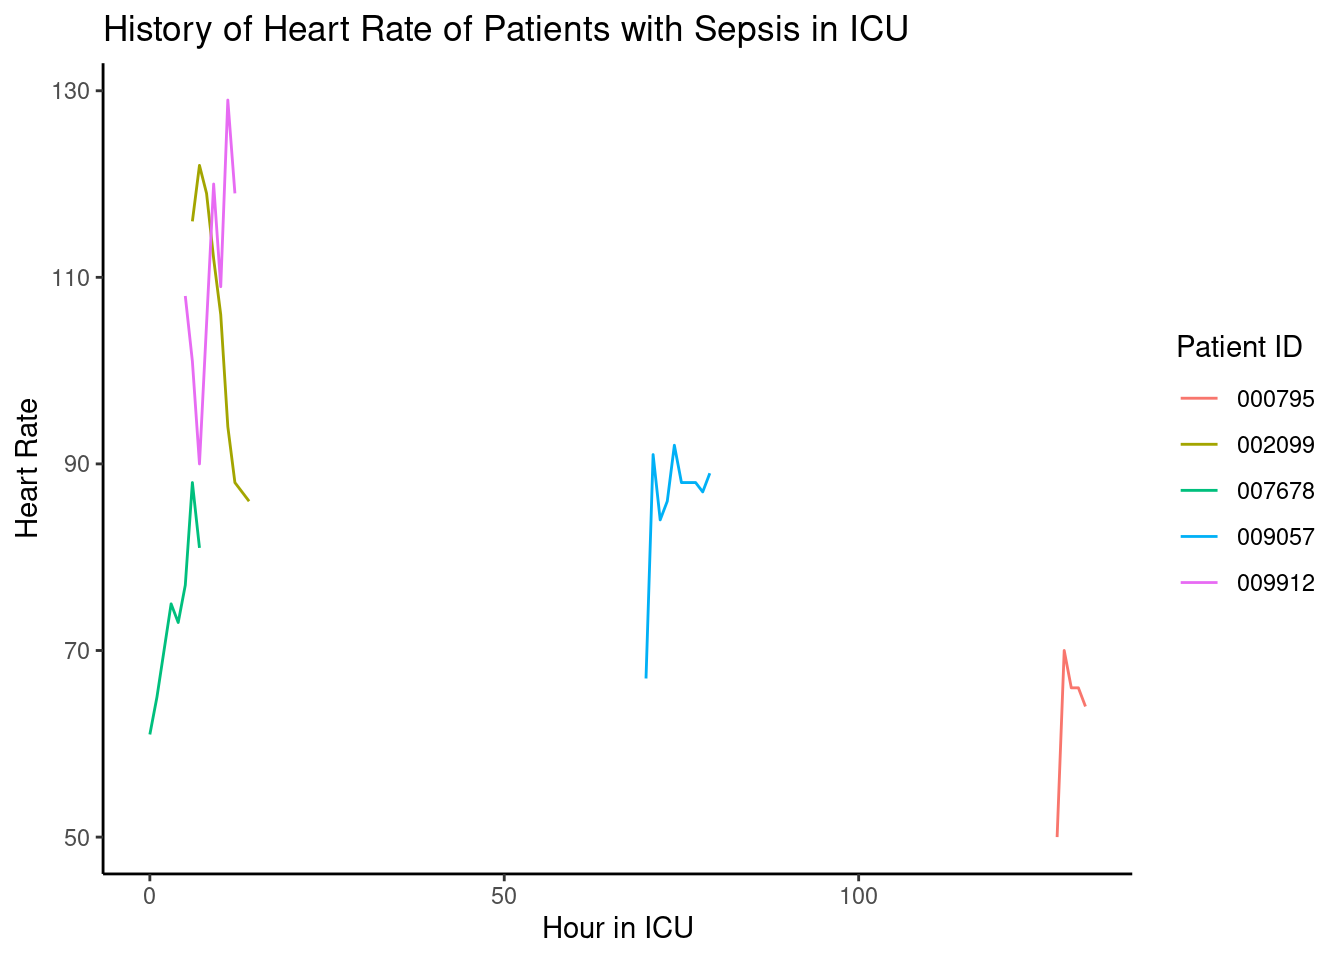 History of Heart Rate of Patients with Sepsis in ICU
130
110
90
70
50
Heart Rate
0 50 100
Hour in ICU
Patient ID
000795
002099
007678
009057
009912